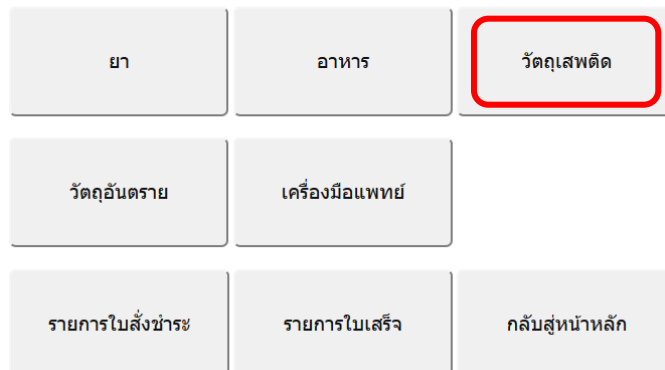 ยา
อาหาร
วัตถุเสพติด
วัตถุอันตราย
เครื่องมือแพทย์
รายการใบสั่งชำระ
รายการใบเสร็จ
กลับสู่หน้าหลัก